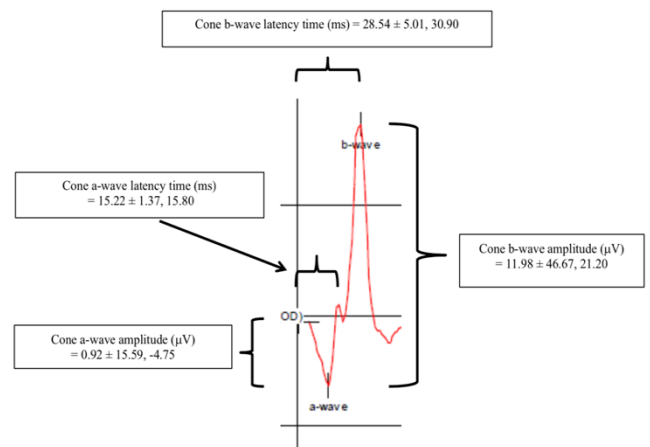 Cone b-wave latency time (ms) = 28.54 ± 5.01, 30.90
b-wave
Cone a-wave latency time (ms)
= 15.22 ± 1.37, 15.80
Cone b-wave amplitude (µV)
= 11.98 ± 46.67, 21.20
OD)
Cone a-wave amplitude (µV)
= 0.92 ± 15.59, -4.75
a-wave